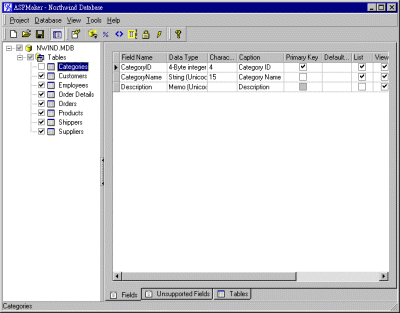 ASPMaker - Northwind Database
Project Database View Tools Help
NWIND.MDB
Tables
Categories
Customers
Employees
Order Details
Orders
Products
Shippers
Suppliers
Field Name Data Type Charac... Caption Primary Key Default... List View
CategoryID 4-Byte integer 4 Category ID
CategoryName String (Unicod 15 Category Name
Description Memo (Unicod Description
Fields Unsupported Fields Tables
Categories